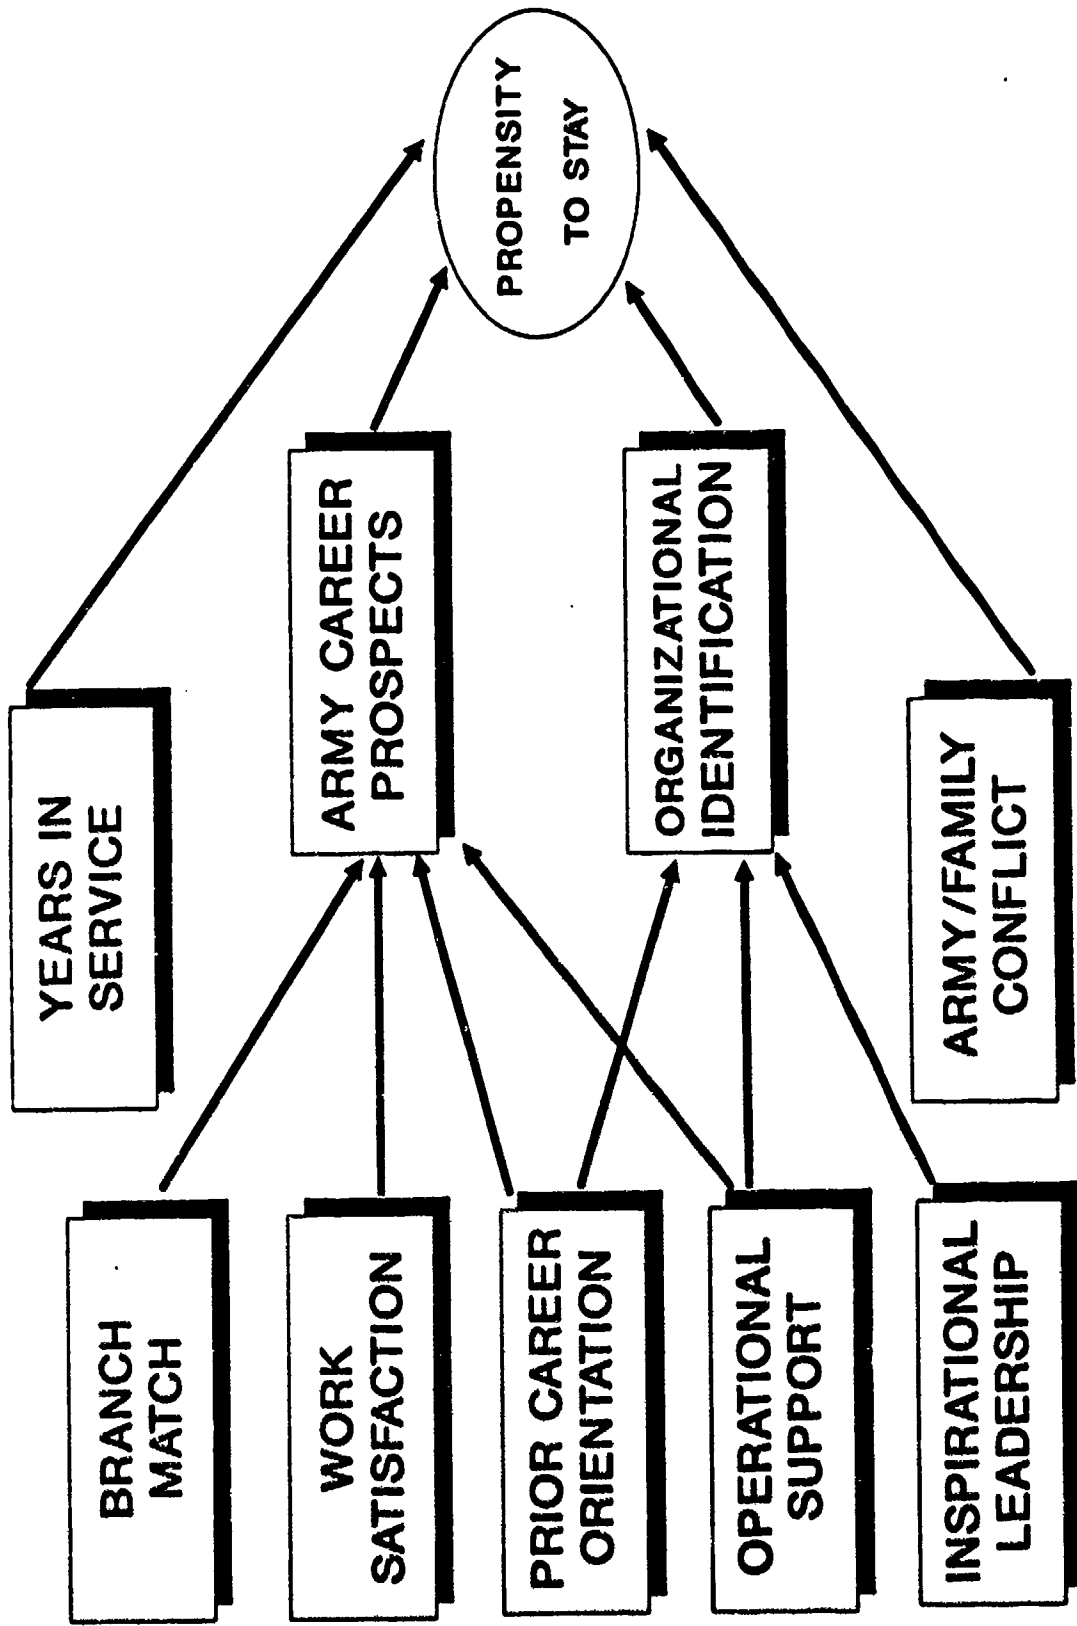 YEARS IN
SERVICE
BRANCH
MATCH
ARMY CAREER
PROSPECTS
WORK
SATISFACTION
PROPENSITY
TO STAY
PRIOR CAREER
ORIENTATION
ORGANIZATIONAL
IDENTIFICATION
OPERATIONAL
SUPPORT
ARMY/FAMILY
CONFLICT
INSPIRATIONAL
LEADERSHIP